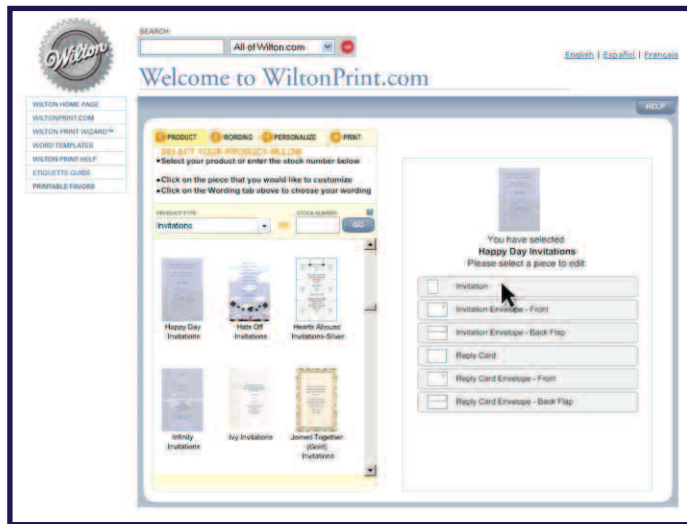 Wilton
SEARCH:
All of Wilton.com
English | Español | Français
Welcome to WiltonPrint.com
HELP
WILTON HOME PAGE
WILTONPRINT.COM
WILTON PRINT WIZARD™
WORD TEMPLATES
WILTON PRINT HELP
ETIQUETTE GUIDE
PRINTABLE FAVORS
PRODUCT WORDING PERSONALIZE PRINT
SELECT YOUR PRODUCT BELOW
•Select your product or enter the stock number below
•Click on the piece that you would like to customize
•Click on the Wording tab above to choose your wording
PRODUCT TYPE: STOCK NUMBER:
Invitations
GO
Happy Day
Invitations
Hats Off
Invitations
Hearts Abound
Invitations-Silver
Infinity
Invitations
Ivy Invitations
Joined Together
(Gold)
Invitations
You have selected
Happy Day Invitations
Please select a piece to edit:
Invitation
Invitation Envelope - Front
Invitation Envelope - Back Flap
Reply Card
Reply Card Envelope - Front
Reply Card Envelope - Back Flap